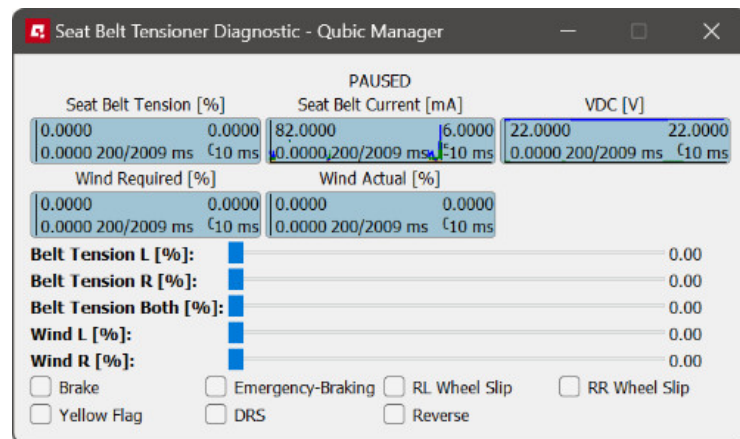 Seat Belt Tensioner Diagnostic - Qubic Manager
PAUSED
Seat Belt Tension [%] Seat Belt Current [mA] VDC [V]
0.0000 0.0000 82.0000 6.0000 22.0000 22.0000
0.0000 200/2009 ms 10 ms 0.0000 200/2009 ms 10 ms 0.0000 200/2009 ms 10 ms
Wind Required [%] Wind Actual [%]
0.0000 0.0000 0.0000 0.0000
0.0000 200/2009 ms 10 ms 0.0000 200/2009 ms 10 ms
Belt Tension L [%]: 0.00
Belt Tension R [%]: 0.00
Belt Tension Both [%]: 0.00
Wind L [%]: 0.00
Wind R [%]: 0.00
Brake Emergency-Braking RL Wheel Slip RR Wheel Slip
Yellow Flag DRS Reverse